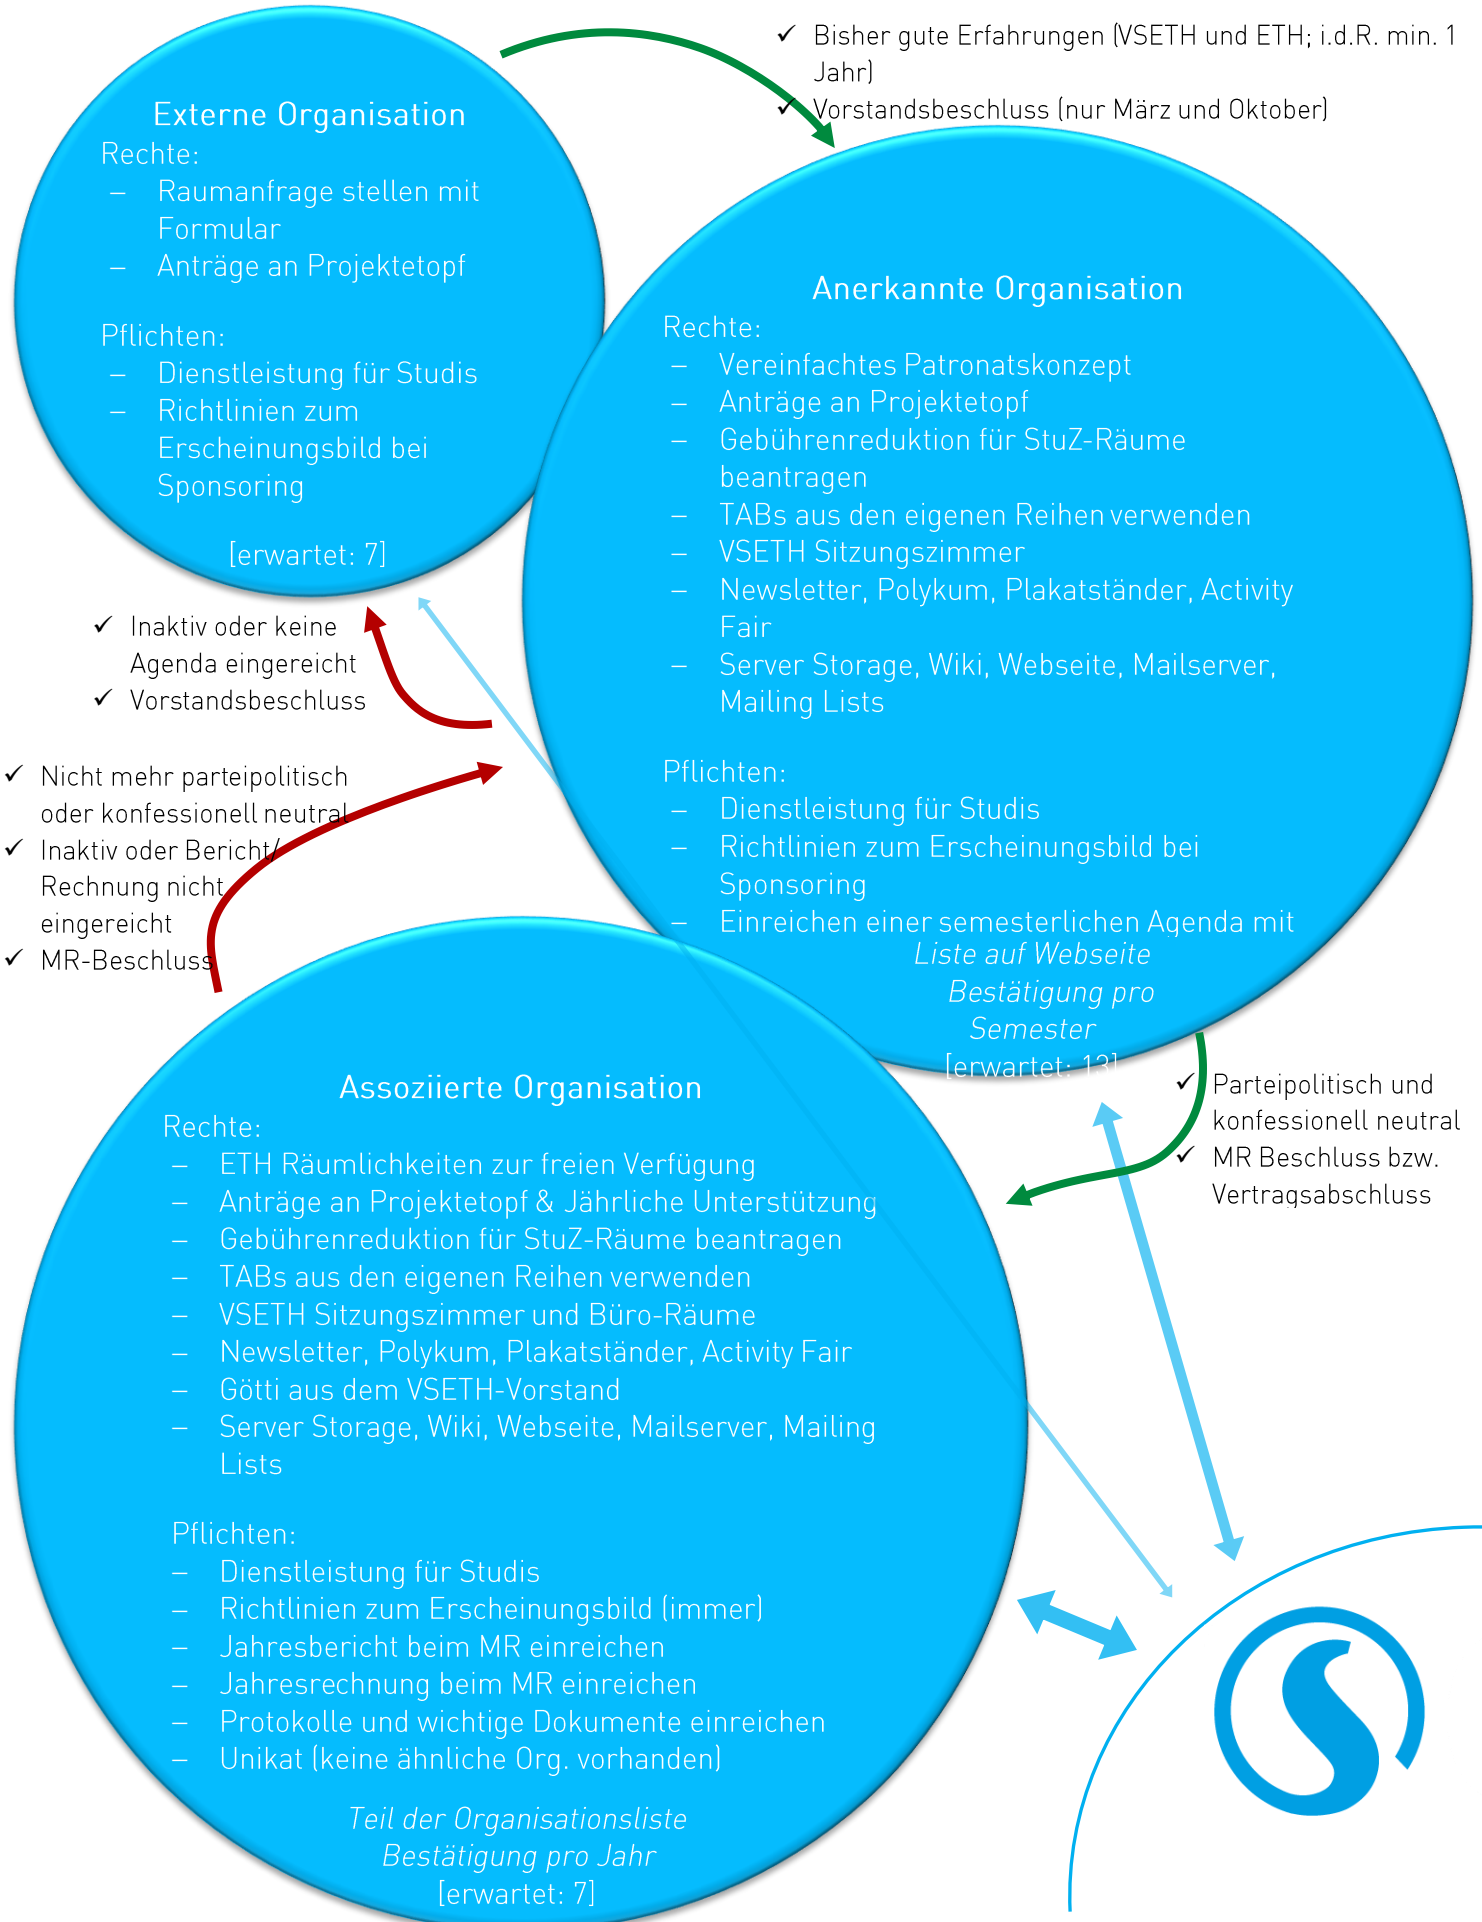 ✓ Bisher gute Erfahrungen (VSETH und ETH; i.d.R. min. 1
Jahr)
✓ Vorstandsbeschluss (nur März und Oktober)
Externe Organisation
Rechte:
– Raumanfrage stellen mit
Formular
– Anträge an Projektetopf
Pflichten:
– Dienstleistung für Studis
– Richtlinien zum
Erscheinungsbild bei
Sponsoring
[erwartet: 7]
Anerkannte Organisation
Rechte:
– Vereinfachtes Patronatskonzept
– Anträge an Projektetopf
– Gebührenreduktion für StuZ-Räume
beantragen
– TABs aus den eigenen Reihen verwenden
– VSETH Sitzungszimmer
– Newsletter, Polykum, Plakatständer, Activity
Fair
– Server Storage, Wiki, Webseite, Mailserver,
Mailing Lists
Pflichten:
– Dienstleistung für Studis
– Richtlinien zum Erscheinungsbild bei
Sponsoring
– Einreichen einer semesterlichen Agenda mit
Liste auf Webseite
Bestätigung pro
Semester
[erwartet: 13]
✓ Inaktiv oder keine
Agenda eingereicht
✓ Vorstandsbeschluss
✓ Nicht mehr parteipolitisch
oder konfessionell neutral
✓ Inaktiv oder Bericht/
Rechnung nicht
eingereicht
✓ MR-Beschluss
✓ Parteipolitisch und
konfessionell neutral
✓ MR Beschluss bzw.
Vertragsabschluss
Assoziierte Organisation
Rechte:
– ETH Räumlichkeiten zur freien Verfügung
– Anträge an Projektetopf & Jährliche Unterstützung
– Gebührenreduktion für StuZ-Räume beantragen
– TABs aus den eigenen Reihen verwenden
– VSETH Sitzungszimmer und Büro-Räume
– Newsletter, Polykum, Plakatständer, Activity Fair
– Götti aus dem VSETH-Vorstand
– Server Storage, Wiki, Webseite, Mailserver, Mailing
Lists
Pflichten:
– Dienstleistung für Studis
– Richtlinien zum Erscheinungsbild (immer)
– Jahresbericht beim MR einreichen
– Jahresrechnung beim MR einreichen
– Protokolle und wichtige Dokumente einreichen
– Unikat (keine ähnliche Org. vorhanden)
Teil der Organisationsliste
Bestätigung pro Jahr
[erwartet: 7]